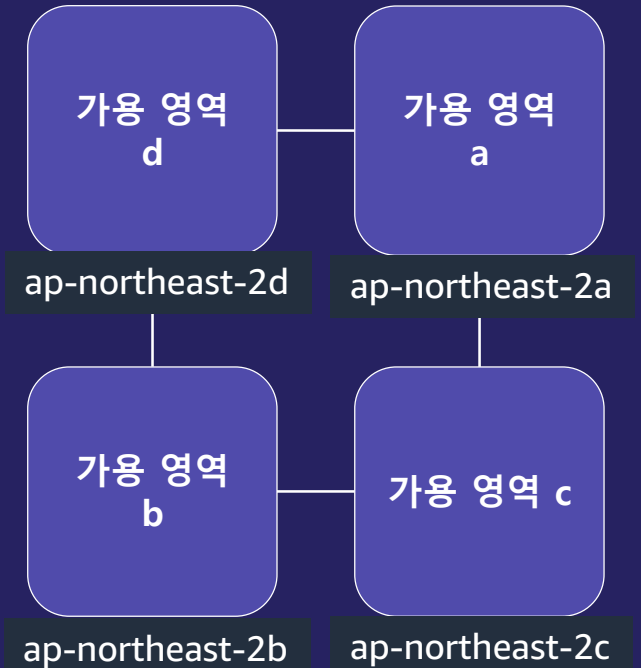 가용 영역
d
가용 영역
a
ap-northeast-2d
ap-northeast-2a
가용 영역
b
가용 영역 c
ap-northeast-2b
ap-northeast-2c